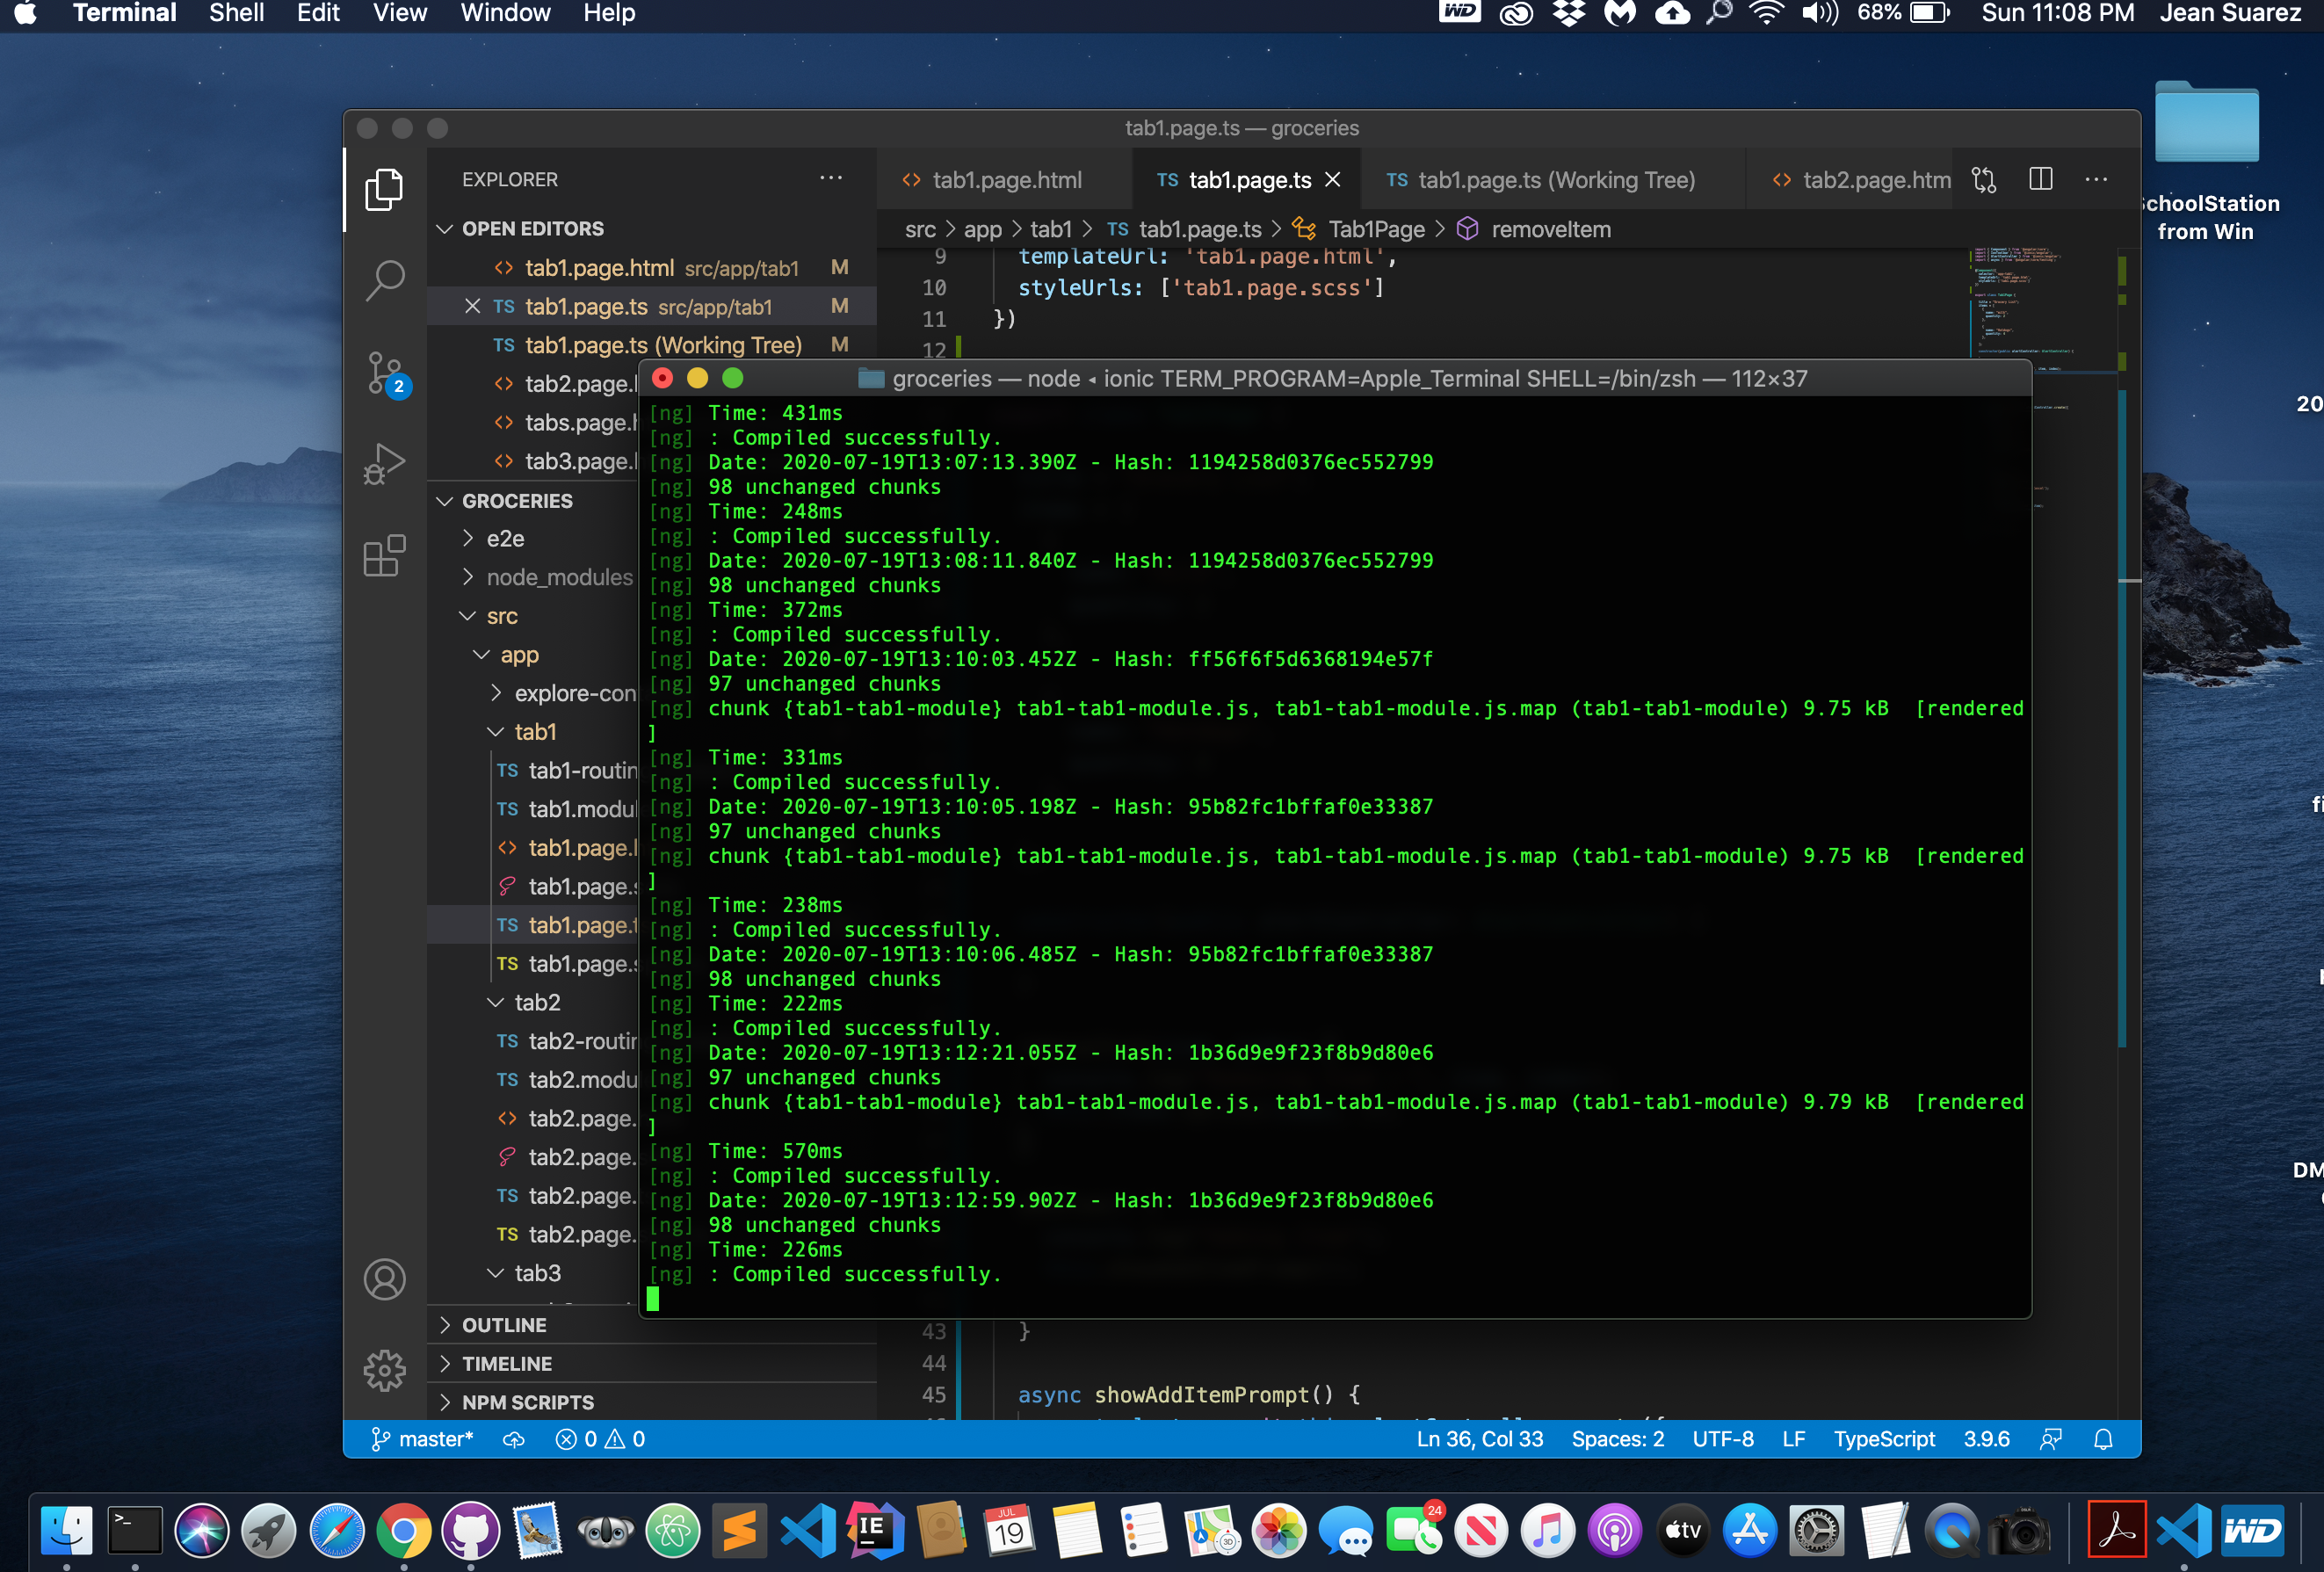 Terminal Shell Edit View Window Help
WD 68% Sun 11:08 PM Jean Suarez
tab1.page.ts — groceries
EXPLORER
tab1.page.html
TS tab1.page.ts
TS tab1.page.ts (Working Tree)
tab2.page.htm
OPEN EDITORS
src > app > tab1 > TS tab1.page.ts > Tab1Page > removeItem
tab1.page.html src/app/tab1 M
TS tab1.page.ts src/app/tab1 M
TS tab1.page.ts (Working Tree) M
tab2.page.
tabs.page.
tab3.page.
9 templateUrl: 'tab1.page.html',
10 styleUrls: ['tab1.page.scss']
11 })
12
GROCERIES
e2e
node_modules
src
app
explore-con
tab1
TS tab1-routin
TS tab1.modul
tab1.page.
tab1.page.s
TS tab1.page.t
TS tab1.page.s
tab2
TS tab2-routin
TS tab2.modu
tab2.page.
tab2.page.
TS tab2.page.
TS tab2.page.
tab3
OUTLINE
TIMELINE
NPM SCRIPTS
groceries — node ◂ ionic TERM_PROGRAM=Apple_Terminal SHELL=/bin/zsh — 112×37
[ng] Time: 431ms
[ng] : Compiled successfully.
[ng] Date: 2020-07-19T13:07:13.390Z - Hash: 1194258d0376ec552799
[ng] 98 unchanged chunks
[ng] Time: 248ms
[ng] : Compiled successfully.
[ng] Date: 2020-07-19T13:08:11.840Z - Hash: 1194258d0376ec552799
[ng] 98 unchanged chunks
[ng] Time: 372ms
[ng] : Compiled successfully.
[ng] Date: 2020-07-19T13:10:03.452Z - Hash: ff56f6f5d6368194e57f
[ng] 97 unchanged chunks
[ng] chunk {tab1-tab1-module} tab1-tab1-module.js, tab1-tab1-module.js.map (tab1-tab1-module) 9.75 kB [rendered
]
[ng] Time: 331ms
[ng] : Compiled successfully.
[ng] Date: 2020-07-19T13:10:05.198Z - Hash: 95b82fc1bffaf0e33387
[ng] 97 unchanged chunks
[ng] chunk {tab1-tab1-module} tab1-tab1-module.js, tab1-tab1-module.js.map (tab1-tab1-module) 9.75 kB [rendered
]
[ng] Time: 238ms
[ng] : Compiled successfully.
[ng] Date: 2020-07-19T13:10:06.485Z - Hash: 95b82fc1bffaf0e33387
[ng] 98 unchanged chunks
[ng] Time: 222ms
[ng] : Compiled successfully.
[ng] Date: 2020-07-19T13:12:21.055Z - Hash: 1b36d9e9f23f8b9d80e6
[ng] 97 unchanged chunks
[ng] chunk {tab1-tab1-module} tab1-tab1-module.js, tab1-tab1-module.js.map (tab1-tab1-module) 9.79 kB [rendered
]
[ng] Time: 570ms
[ng] : Compiled successfully.
[ng] Date: 2020-07-19T13:12:59.902Z - Hash: 1b36d9e9f23f8b9d80e6
[ng] 98 unchanged chunks
[ng] Time: 226ms
[ng] : Compiled successfully.
43 }
44
45 async showAddItemPrompt() {
master* 0 0 Ln 36, Col 33 Spaces: 2 UTF-8 LF TypeScript 3.9.6
2
choolStation
from Win
20
fi
DM
IE
JUL
19
3D
24
tv
WD